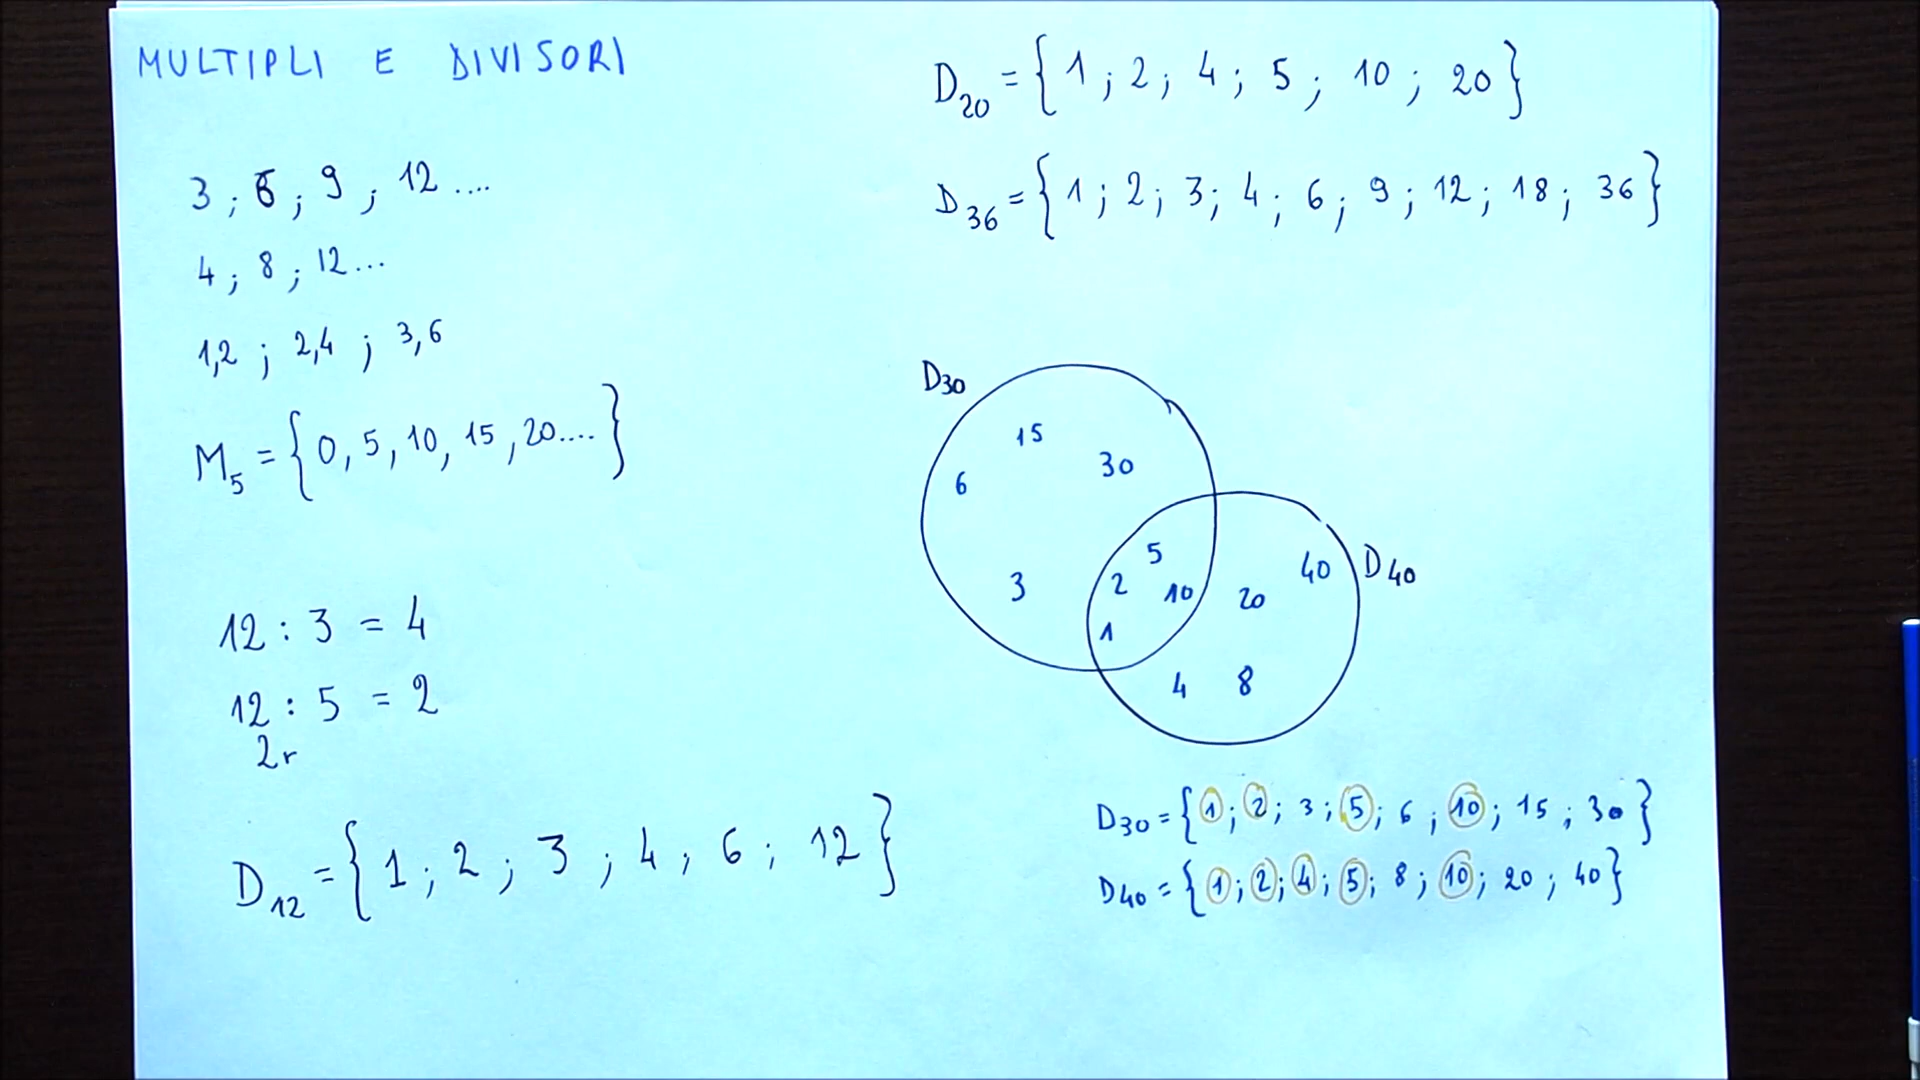 MULTIPLI E DIVISORI
3 ; 6 ; 9 ; 12 ....
4 ; 8 ; 12 ...
1,2 ; 2,4 ; 3,6
M5 = {0, 5, 10, 15, 20....}
12 : 3 = 4
12 : 5 = 2
2r
D12 = {1 ; 2 ; 3 ; 4 ; 6 ; 12}
D20 = {1 ; 2 ; 4 ; 5 ; 10 ; 20}
D36 = {1 ; 2 ; 3 ; 4 ; 6 ; 9 ; 12 ; 18 ; 36}
D30
15
30
6
5
40 D40
3 2 10 20
1
4 8
D30 = {1 ; 2 ; 3 ; 5 ; 6 ; 10 ; 15 ; 30}
D40 = {1 ; 2 ; 4 ; 5 ; 8 ; 10 ; 20 ; 40}